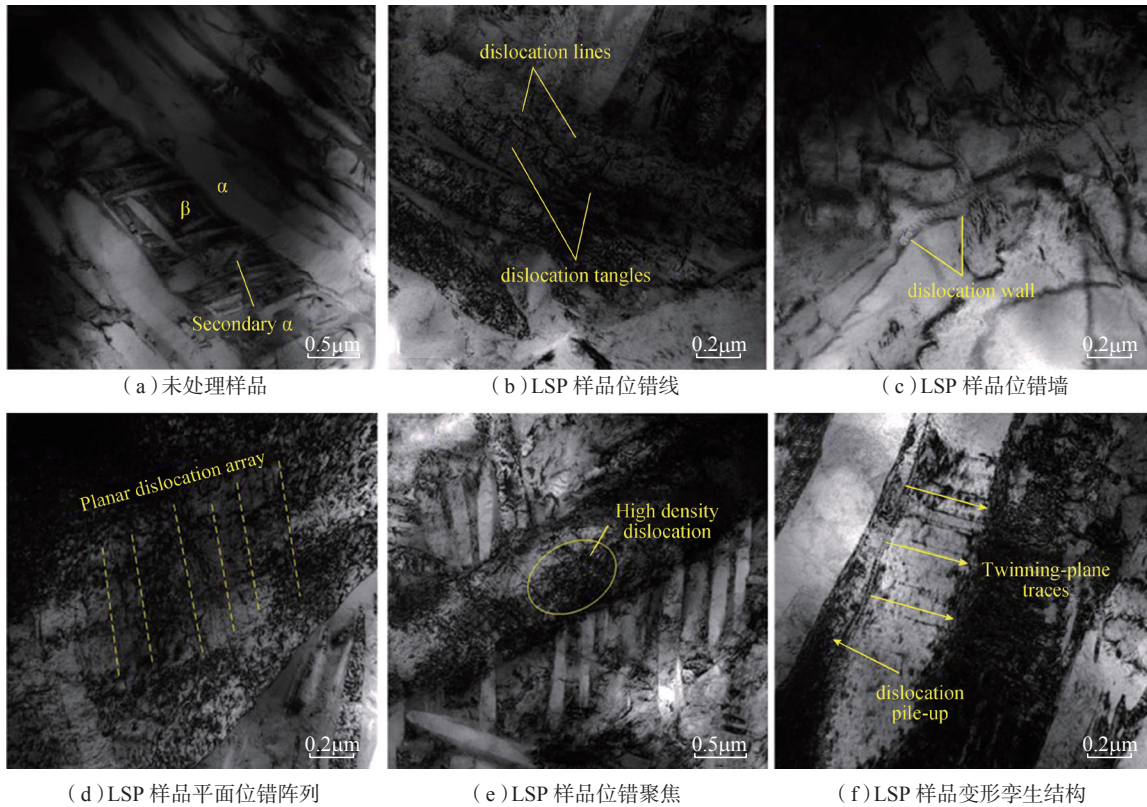 dislocation lines
α
β
Secondary α
0.5μm
dislocation tangles
0.2μm
dislocation wall
0.2μm
（a）未处理样品
（b）LSP 样品位错线
（c）LSP 样品位错墙
Planar dislocation array
0.2μm
High density
dislocation
0.5μm
Twinning-plane
traces
dislocation
pile-up
0.2μm
（d）LSP 样品平面位错阵列
（e）LSP 样品位错聚焦
（f）LSP 样品变形孪生结构